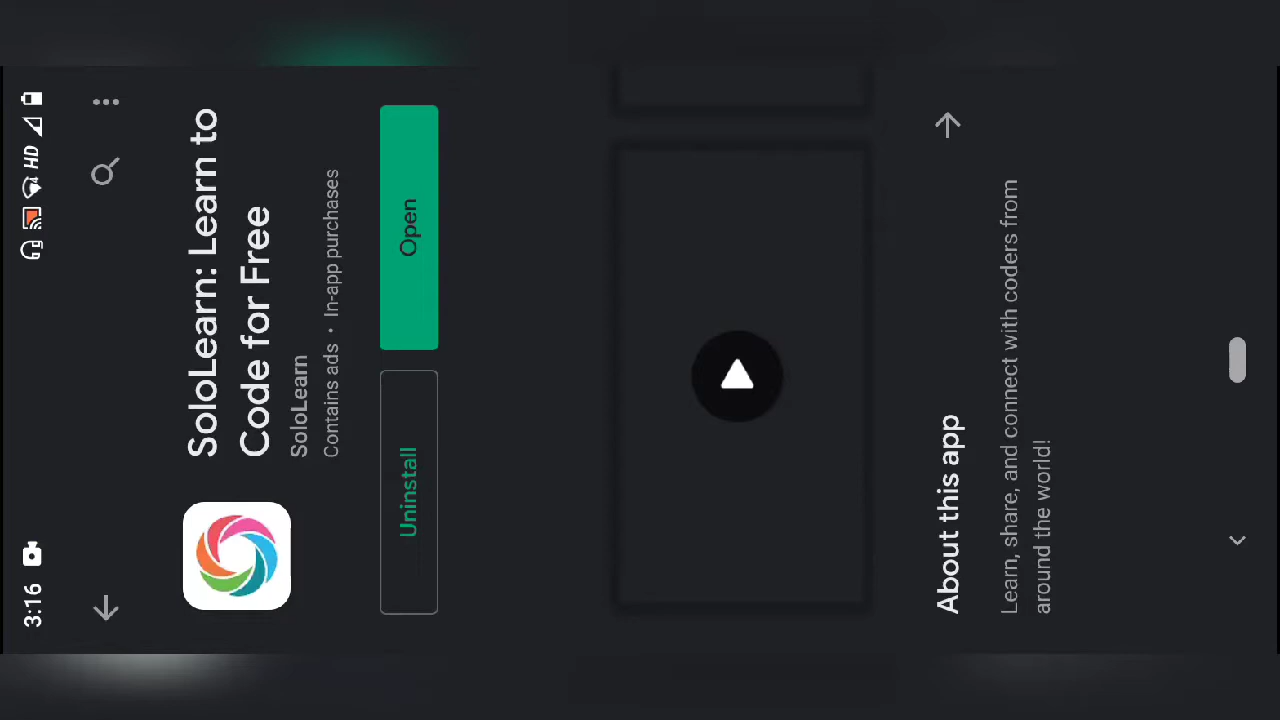 3:16
HD
SoloLearn: Learn to
Code for Free
SoloLearn
Contains ads • In-app purchases
Uninstall
Open
About this app
Learn, share, and connect with coders from
around the world!